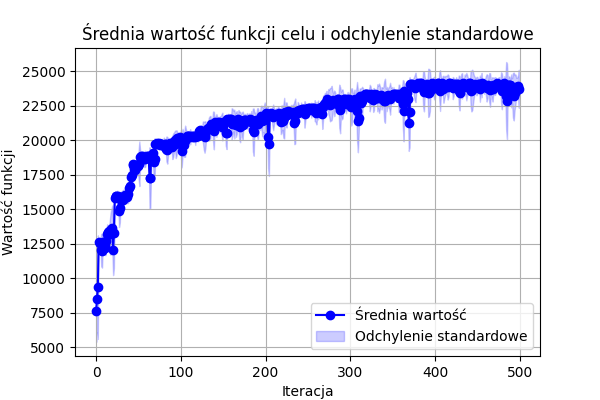 Średnia wartość funkcji celu i odchylenie standardowe
Wartość funkcji
25000
22500
20000
17500
15000
12500
10000
7500
5000
0 100 200 300 400 500
Iteracja
Średnia wartość
Odchylenie standardowe